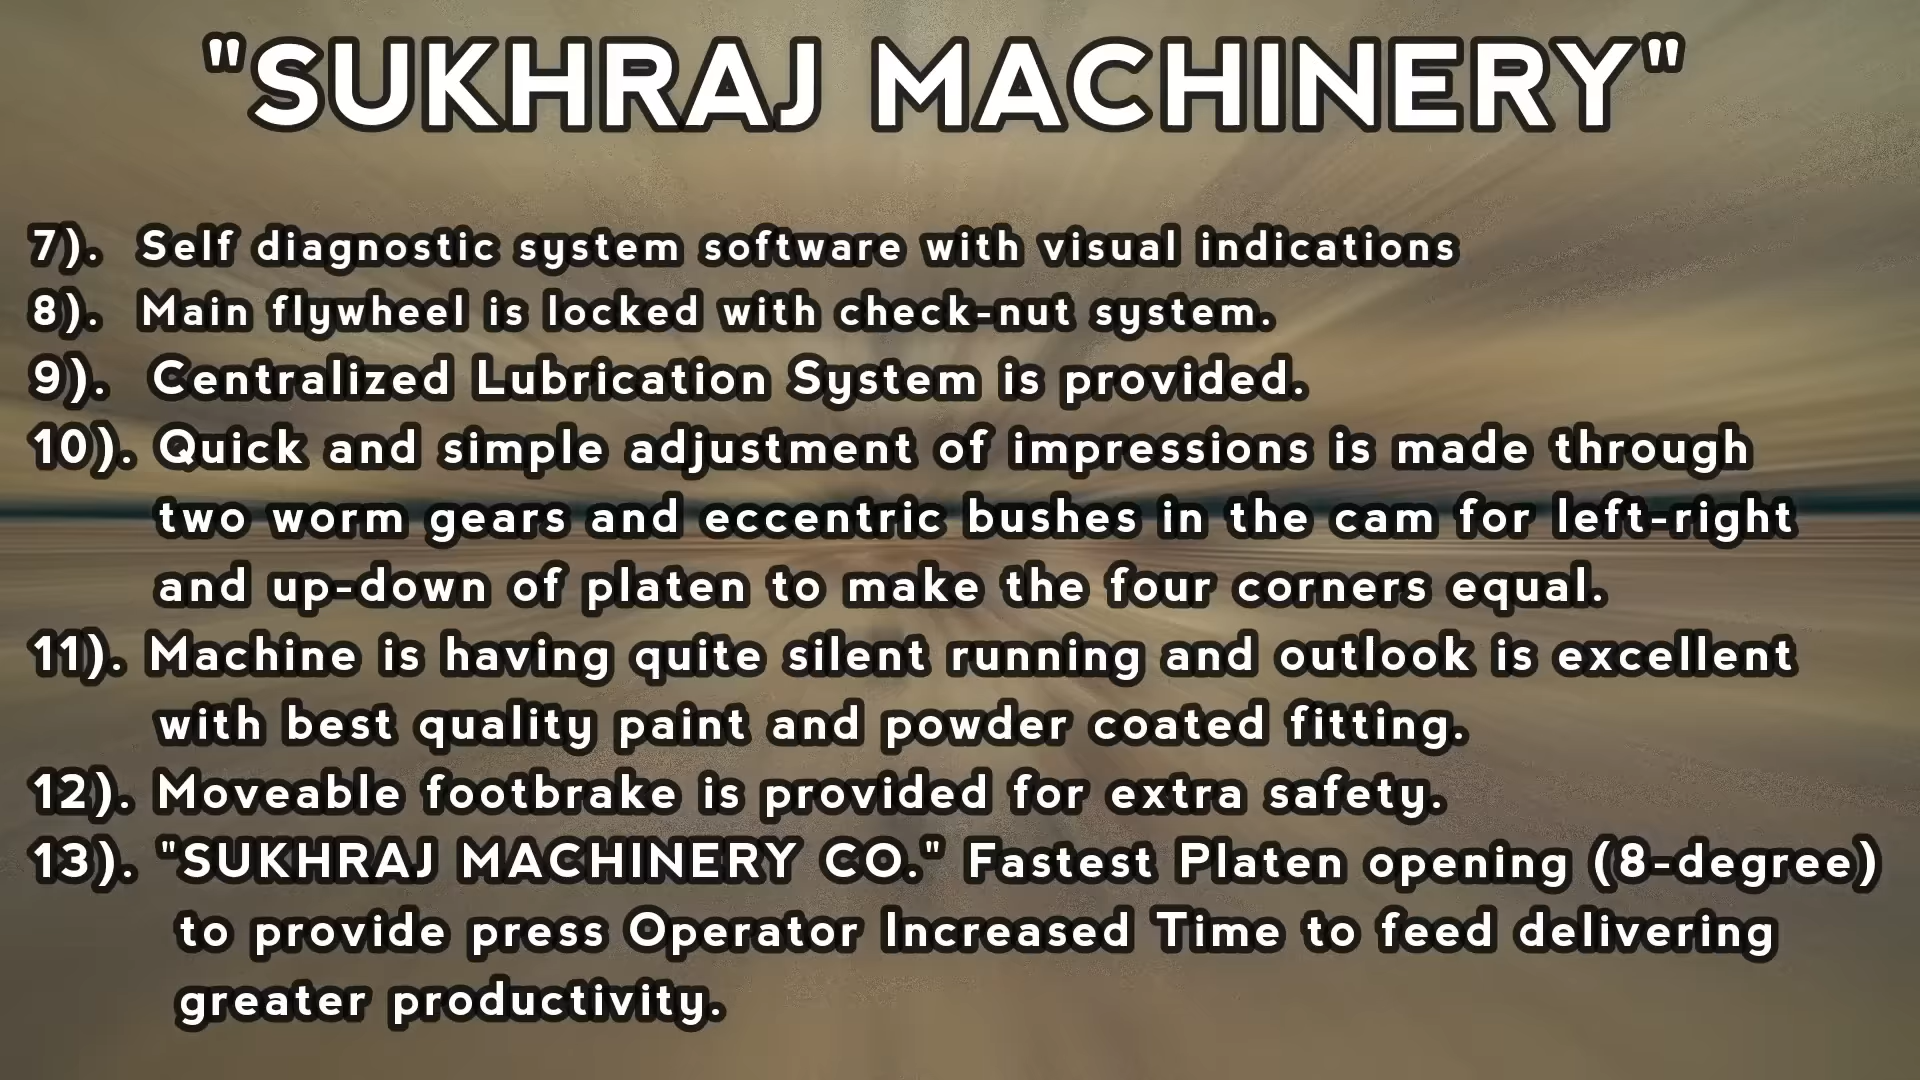 "SUKHRAJ MACHINERY"
7). Self diagnostic system software with visual indications
8). Main flywheel is locked with check-nut system.
9). Centralized Lubrication System is provided.
10). Quick and simple adjustment of impressions is made through
two worm gears and eccentric bushes in the cam for left-right
and up-down of platen to make the four corners equal.
11). Machine is having quite silent running and outlook is excellent
with best quality paint and powder coated fitting.
12). Moveable footbrake is provided for extra safety.
13). "SUKHRAJ MACHINERY CO." Fastest Platen opening (8-degree)
to provide press Operator Increased Time to feed delivering
greater productivity.